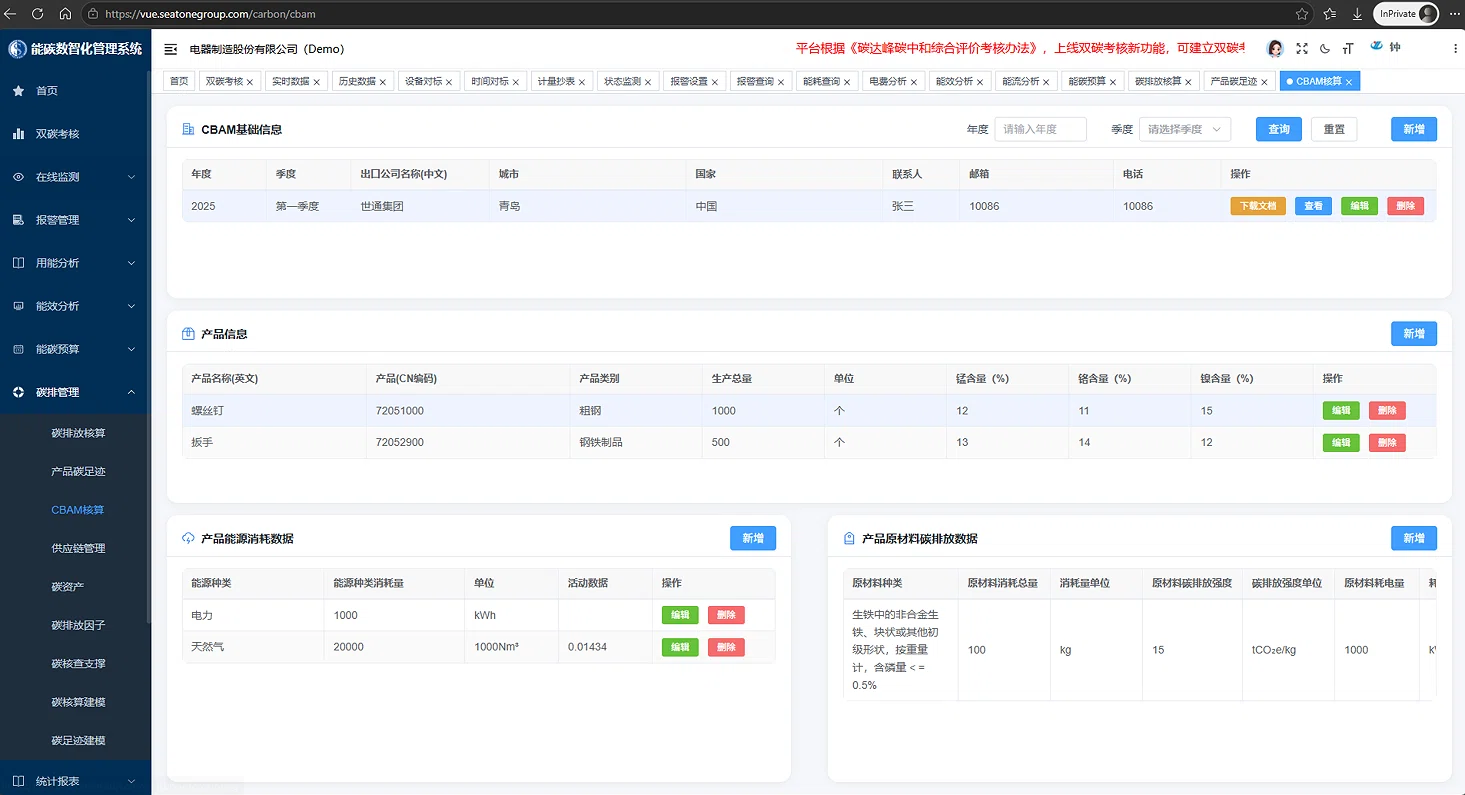 https://vue.seatonegroup.com/carbon/cbam
InPrivate
能碳数智化管理系统
电器制造股份有限公司（Demo）
平台根据《碳达峰碳中和综合评价考核办法》，上线双碳考核新功能，可建立双碳
钟
首页 双碳考核 实时数据 历史数据 设备对标 时间对标 计量抄表 状态监测 报警设置 报警查询 能耗查询 电费分析 能效分析 能流分析 能碳预算 碳排放核算 产品碳足迹 CBAM核算
首页
双碳考核
在线监测
报警管理
用能分析
能效分析
能碳预算
碳排管理
碳排放核算
产品碳足迹
CBAM核算
供应链管理
碳资产
碳排放因子
碳核查支撑
碳核算建模
碳足迹建模
统计报表
CBAM基础信息 年度 请输入年度 季度 请选择季度 查询 重置 新增
年度 季度 出口公司名称(中文) 城市 国家 联系人 邮箱 电话 操作
2025 第一季度 世通集团 青岛 中国 张三 10086 10086 下载文档 查看 编辑 删除
产品信息 新增
产品名称(英文) 产品(CN编码) 产品类别 生产总量 单位 锰含量（%） 铬含量（%） 镍含量（%） 操作
螺丝钉 72051000 粗钢 1000 个 12 11 15 编辑 删除
扳手 72052900 钢铁制品 500 个 13 14 12 编辑 删除
产品能源消耗数据 新增
能源种类 能源种类消耗量 单位 活动数据 操作
电力 1000 kWh 编辑 删除
天然气 20000 1000Nm³ 0.01434 编辑 删除
产品原材料碳排放数据 新增
原材料种类 原材料消耗总量 消耗量单位 原材料碳排放强度 碳排放强度单位 原材料耗电量
生铁中的非合金生
铁、块状或其他初
级形状，按重量
计，含磷量 < =
0.5%
100 kg 15 tCO₂e/kg 1000